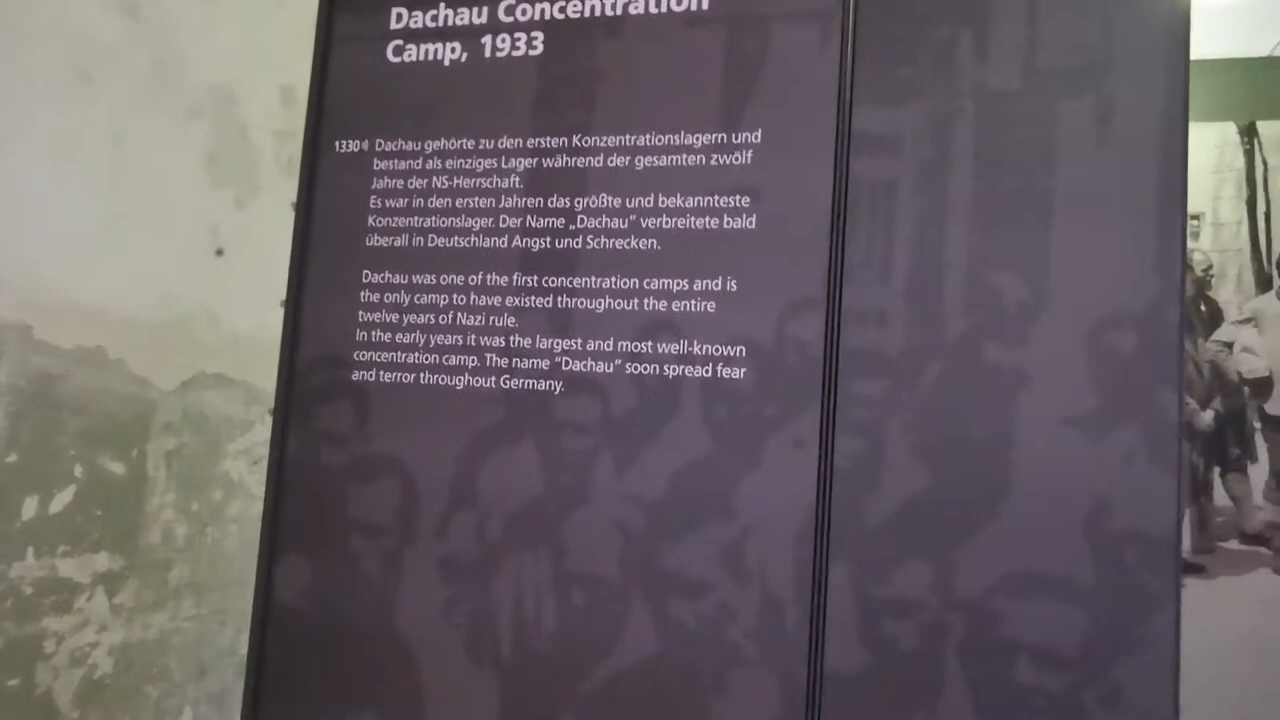 Dachau Concentration
Camp, 1933
1330 Dachau gehörte zu den ersten Konzentrationslagern und
bestand als einziges Lager während der gesamten zwölf
Jahre der NS-Herrschaft.
Es war in den ersten Jahren das größte und bekannteste
Konzentrationslager. Der Name „Dachau“ verbreitete bald
überall in Deutschland Angst und Schrecken.
Dachau was one of the first concentration camps and is
the only camp to have existed throughout the entire
twelve years of Nazi rule.
In the early years it was the largest and most well-known
concentration camp. The name “Dachau” soon spread fear
and terror throughout Germany.